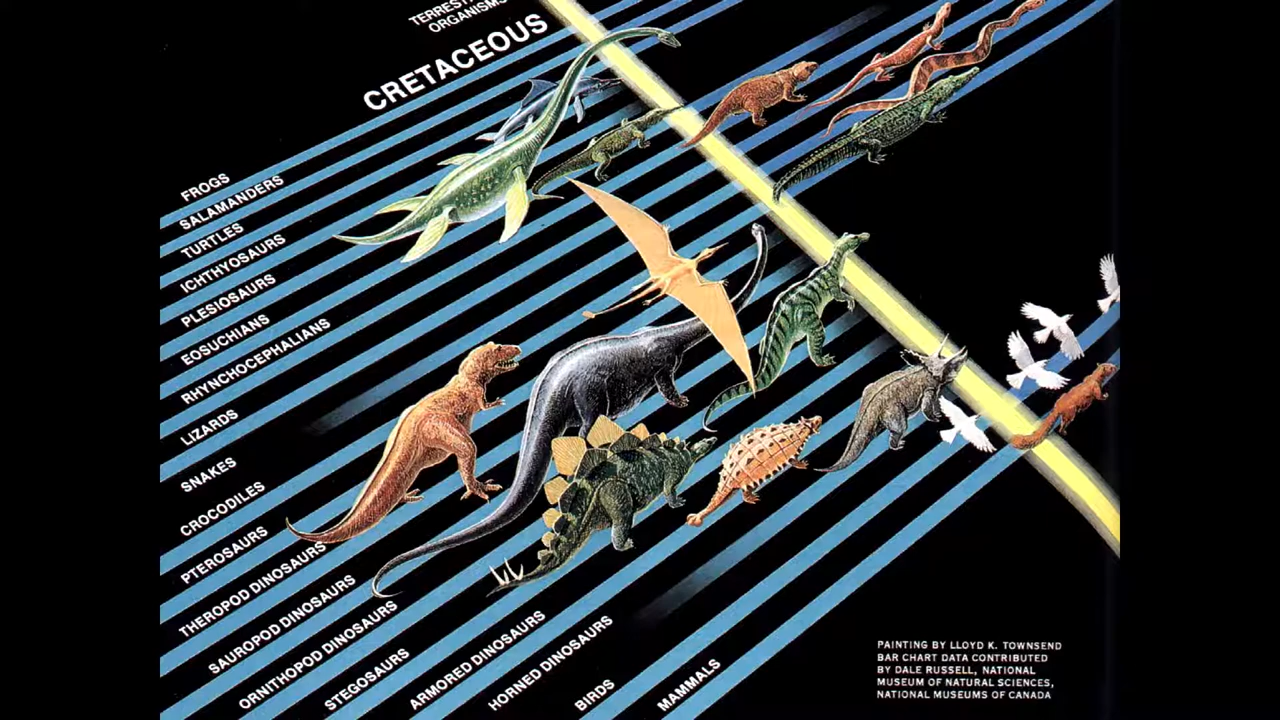 ORGANISMS
CRETACEOUS
FROGS
SALAMANDERS
TURTLES
ICHTHYOSAURS
PLESIOSAURS
EOSUCHIANS
RHYNCHOCEPHALIANS
LIZARDS
SNAKES
CROCODILES
PTEROSAURS
THEROPOD DINOSAURS
SAUROPOD DINOSAURS
ORNITHOPOD DINOSAURS
STEGOSAURS
ARMORED DINOSAURS
HORNED DINOSAURS
BIRDS
MAMMALS
PAINTING BY LLOYD K. TOWNSEND
BAR CHART DATA CONTRIBUTED
BY DALE RUSSELL, NATIONAL
MUSEUM OF NATURAL SCIENCES,
NATIONAL MUSEUMS OF CANADA